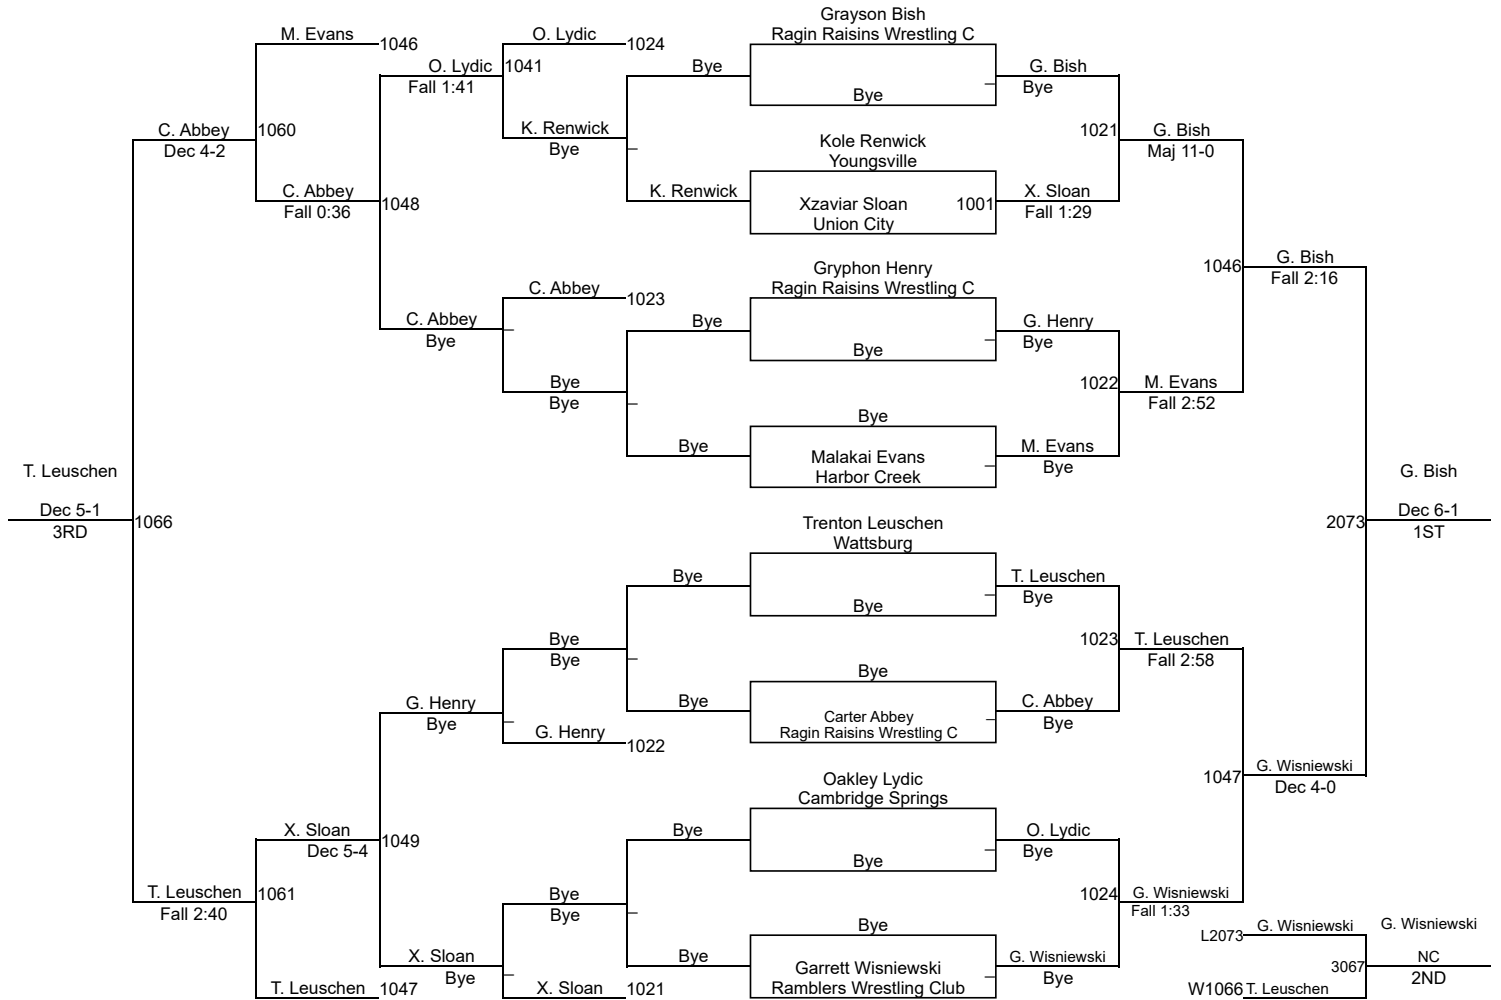 Grayson Bish
Ragin Raisins Wrestling C
M. Evans
1046
O. Lydic
1024
O. Lydic
1041
Fall 1:41
Bye
G. Bish
Bye
Bye
C. Abbey
1060
Dec 4-2
K. Renwick
Bye
Kole Renwick
Youngsville
1021
G. Bish
Maj 11-0
C. Abbey
Fall 0:36
1048
K. Renwick
Xzaviar Sloan
Union City
1001
X. Sloan
Fall 1:29
Gryphon Henry
Ragin Raisins Wrestling C
1046
G. Bish
Fall 2:16
C. Abbey
1023
C. Abbey
Bye
Bye
G. Henry
Bye
Bye
Bye
Bye
1022
M. Evans
Fall 2:52
Bye
Bye
Malakai Evans
Harbor Creek
M. Evans
Bye
T. Leuschen
Dec 5-1
3RD
1066
G. Bish
Dec 6-1
1ST
2073
Trenton Leuschen
Wattsburg
Bye
T. Leuschen
Bye
Bye
Bye
Bye
1023
T. Leuschen
Fall 2:58
Bye
G. Henry
Bye
Bye
Carter Abbey
Ragin Raisins Wrestling C
C. Abbey
Bye
G. Henry
1022
Oakley Lydic
Cambridge Springs
1047
G. Wisniewski
Dec 4-0
X. Sloan
Dec 5-4
1049
Bye
O. Lydic
Bye
Bye
T. Leuschen
Fall 2:40
1061
Bye
Bye
1024
G. Wisniewski
Fall 1:33
Bye
X. Sloan
Bye
Bye
Garrett Wisniewski
Ramblers Wrestling Club
G. Wisniewski
Bye
T. Leuschen
1047
X. Sloan
1021
L2073
G. Wisniewski
G. Wisniewski
3067
NC
2ND
W1066
T. Leuschen